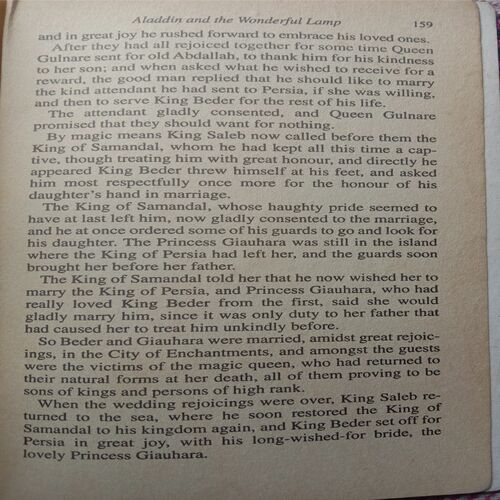 Aladdin and the Wonderful Lamp 159
and in great joy he rushed forward to embrace his loved ones.
After they had all rejoiced together for some time Queen
Gulnare sent for old Abdallah, to thank him for his kindness
to her son; and when asked what he wished to receive for a
reward, the good man replied that he should like to marry
the kind attendant he had sent to Persia, if she was willing,
and then to serve King Beder for the rest of his life.
The attendant gladly consented, and Queen Gulnare
promised that they should want for nothing.
By magic means King Saleb now called before them the
King of Samandal, whom he had kept all this time a cap-
tive, though treating him with great honour, and directly he
appeared King Beder threw himself at his feet, and asked
him most respectfully once more for the honour of his
daughter's hand in marriage.
The King of Samandal, whose haughty pride seemed to
have at last left him, now gladly consented to the marriage,
and he at once ordered some of his guards to go and look for
his daughter. The Princess Giauhara was still in the island
where the King of Persia had left her, and the guards soon
brought her before her father.
The King of Samandal told her that he now wished her to
marry the King of Persia, and Princess Giauhara, who had
really loved King Beder from the first, said she would
gladly marry him, since it was only duty to her father that
had caused her to treat him unkindly before.
So Beder and Giauhara were married, amidst great rejoic-
ings, in the City of Enchantments, and amongst the guests
were the victims of the magic queen, who had returned to
their natural forms at her death, all of them proving to be
sons of kings and persons of high rank.
When the wedding rejoicings were over, King Saleb re-
turned to the sea, where he soon restored the King of
Samandal to his kingdom again, and King Beder set off for
Persia in great joy, with his long-wished-for bride, the
lovely Princess Giauhara.